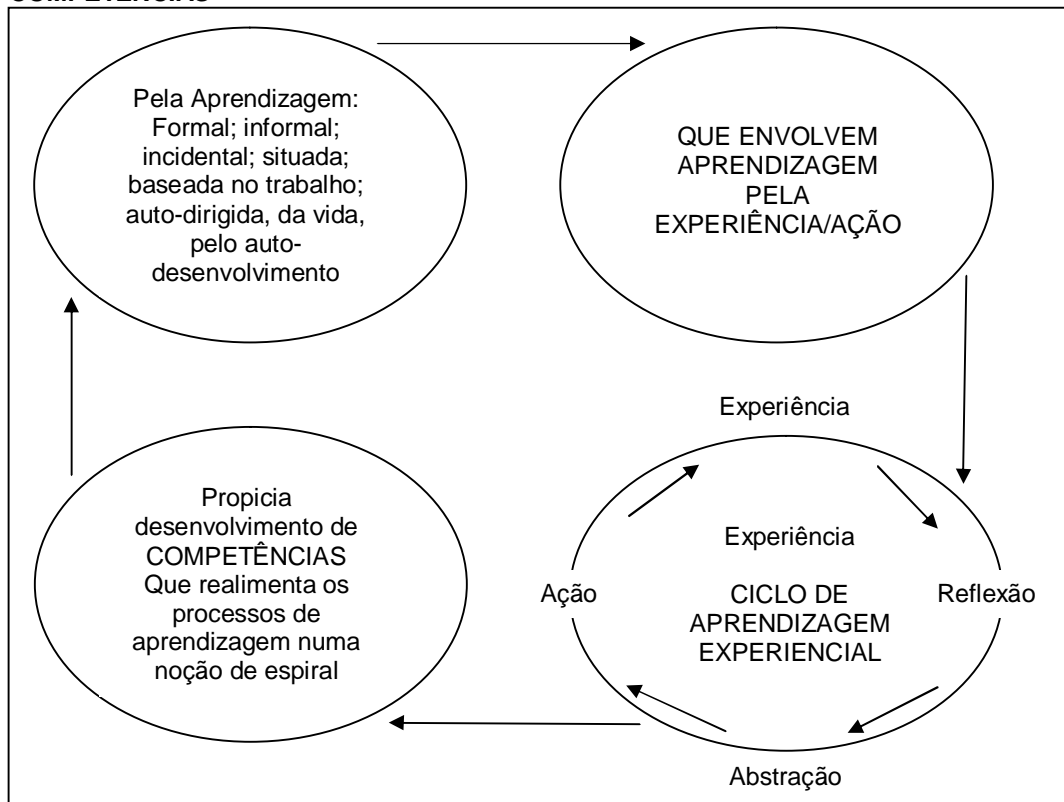 COMPETÊNCIAS
Pela Aprendizagem:
Formal; informal;
incidental; situada;
baseada no trabalho;
auto-dirigida, da vida,
pelo auto-
desenvolvimento
QUE ENVOLVEM
APRENDIZAGEM
PELA
EXPERIÊNCIA/AÇÃO
Propicia
desenvolvimento de
COMPETÊNCIAS
Que realimenta os
processos de
aprendizagem numa
noção de espiral
Experiência
Experiência
Ação
CICLO DE
APRENDIZAGEM
EXPERIENCIAL
Reflexão
Abstração